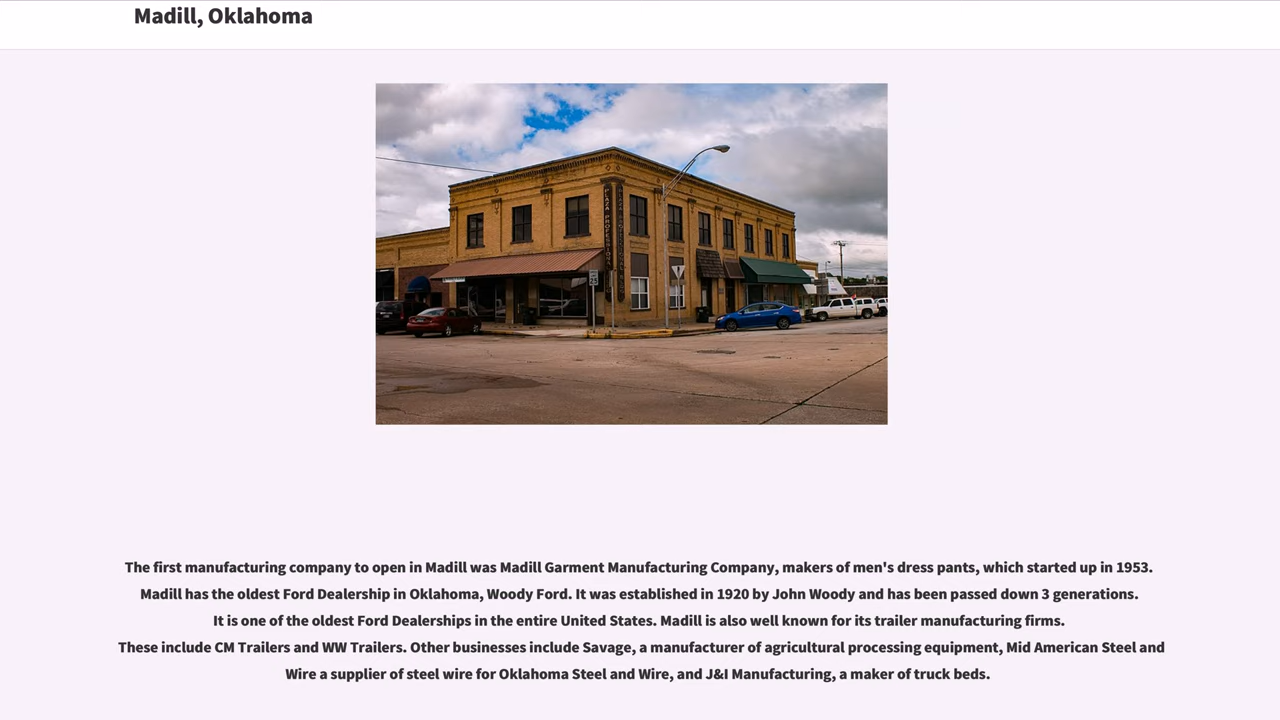 Madill, Oklahoma
PLAZA PROFESSIONAL
The first manufacturing company to open in Madill was Madill Garment Manufacturing Company, makers of men's dress pants, which started up in 1953.
Madill has the oldest Ford Dealership in Oklahoma, Woody Ford. It was established in 1920 by John Woody and has been passed down 3 generations.
It is one of the oldest Ford Dealerships in the entire United States. Madill is also well known for its trailer manufacturing firms.
These include CM Trailers and WW Trailers. Other businesses include Savage, a manufacturer of agricultural processing equipment, Mid American Steel and
Wire a supplier of steel wire for Oklahoma Steel and Wire, and J&I Manufacturing, a maker of truck beds.